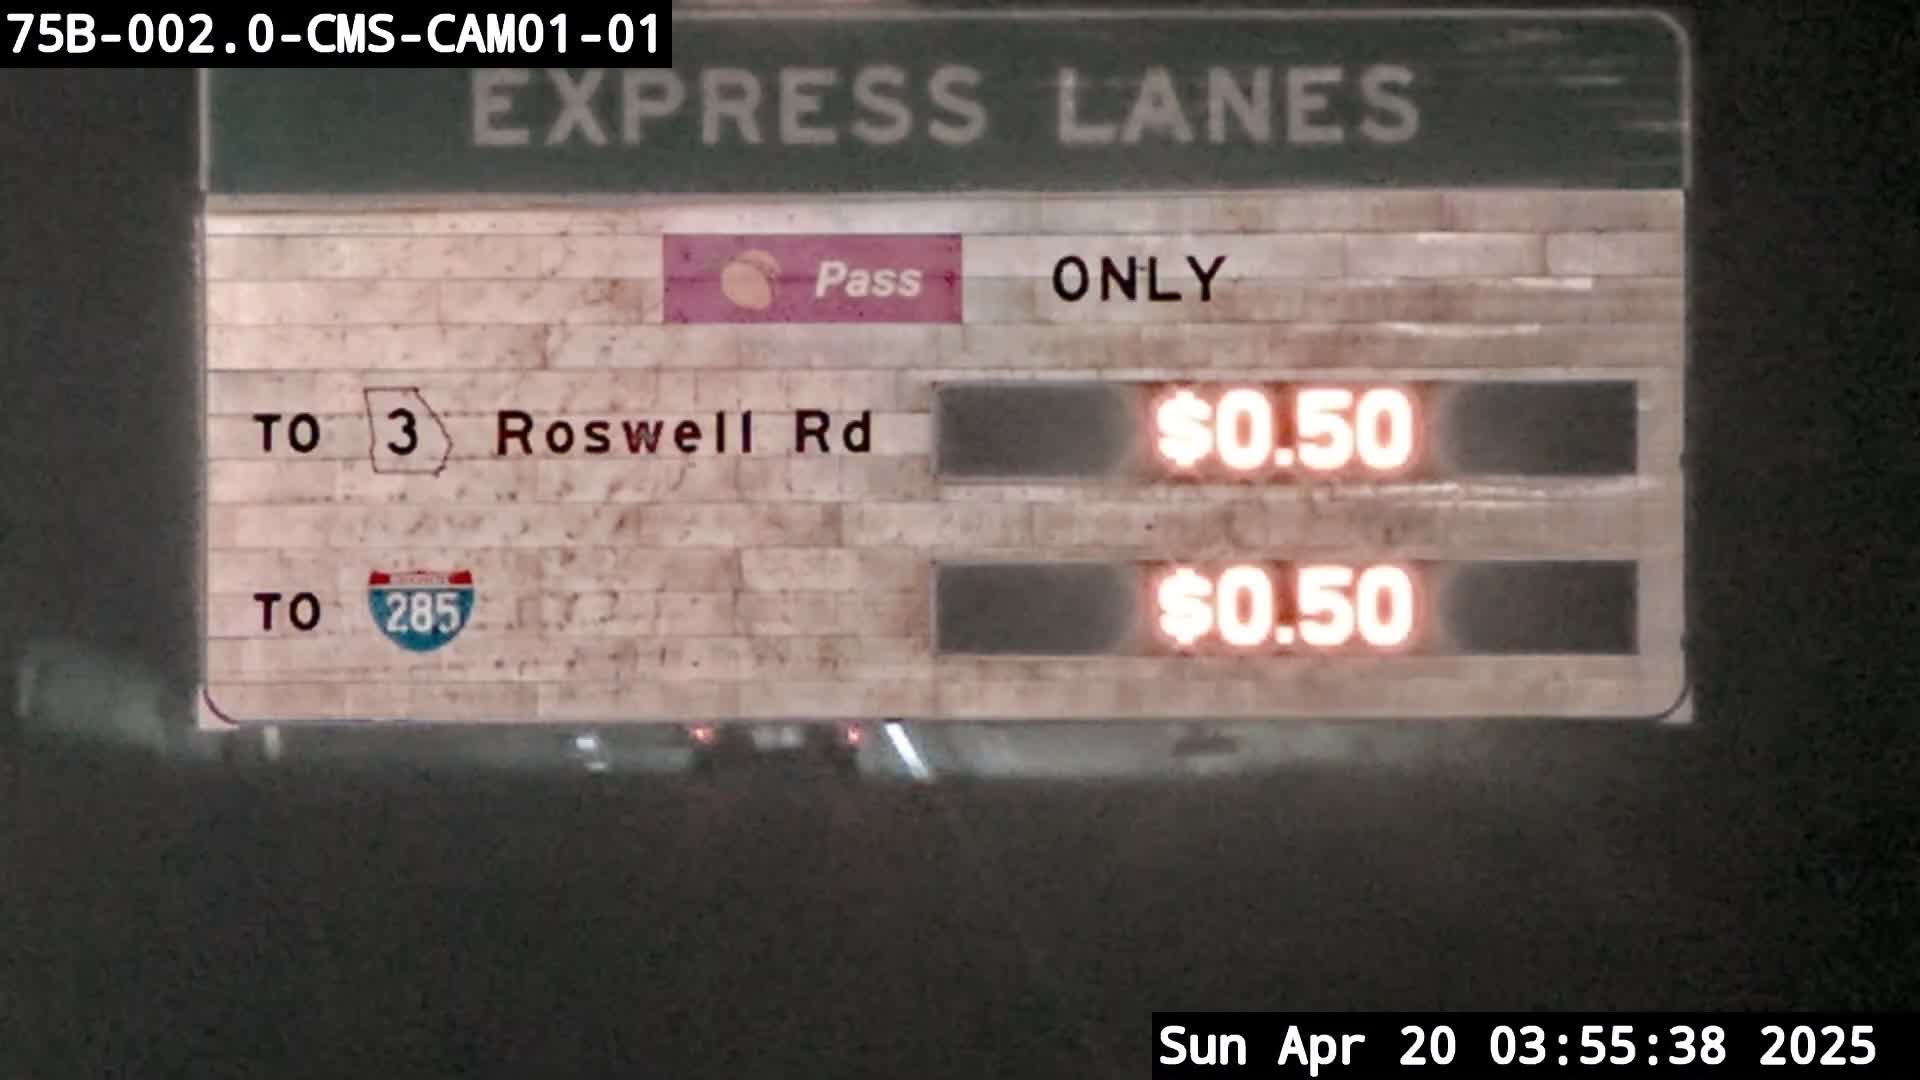 75B-002.0-CMS-CAM01-01
EXPRESS LANES
Pass ONLY
TO 3 Roswell Rd $0.50
TO 285 $0.50
Sun Apr 20 03:55:38 2025